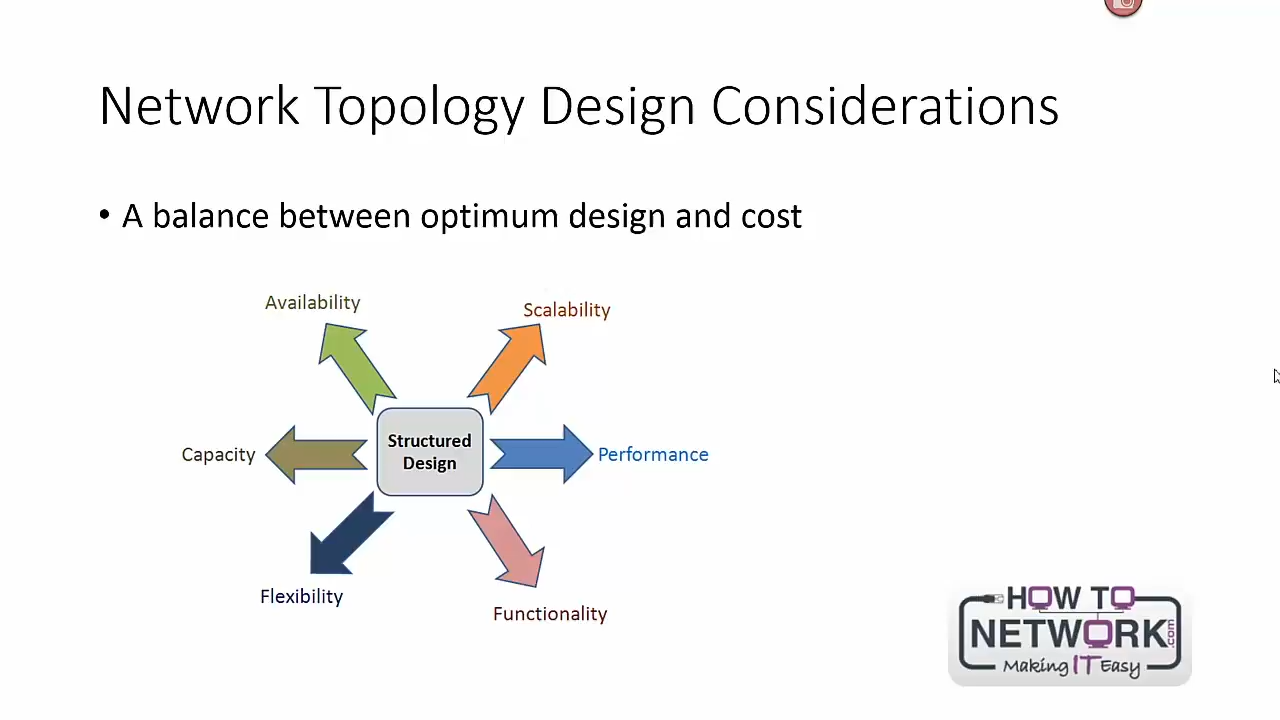 Network Topology Design Considerations
• A balance between optimum design and cost
Availability
Scalability
Structured
Design
Capacity
Performance
Flexibility
Functionality
HOW TO
NETWORK.com
Making IT Easy